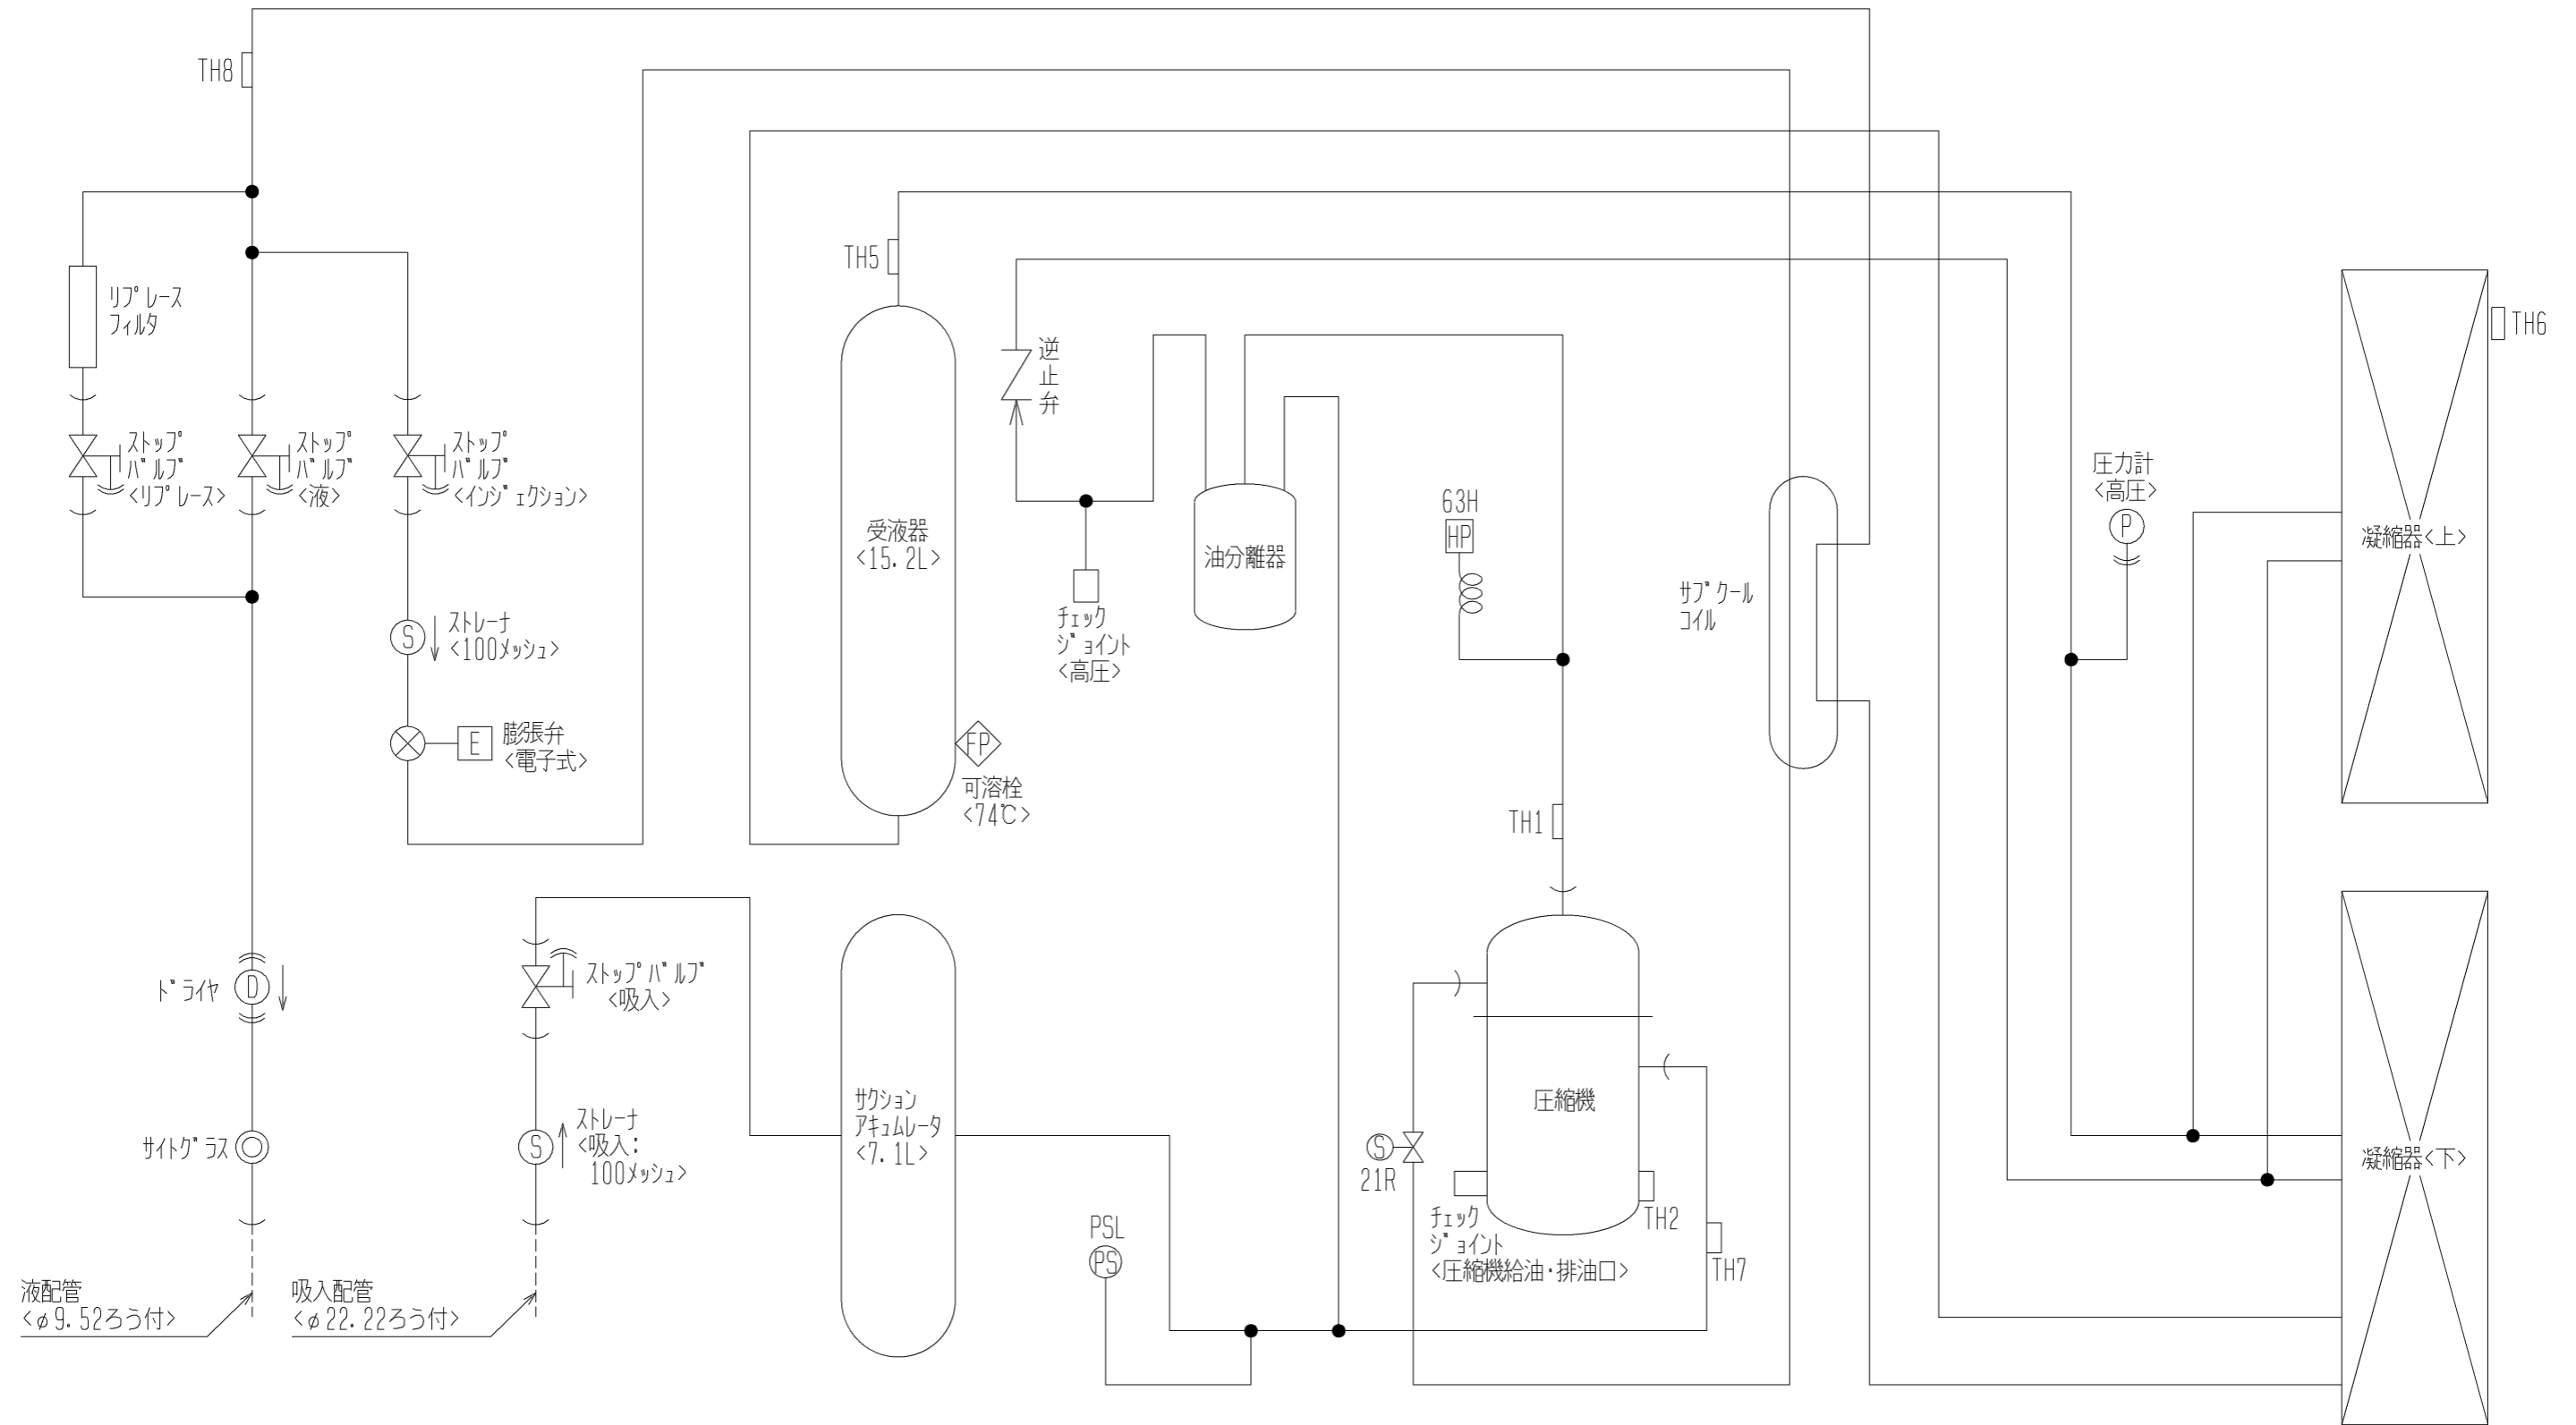 TH8
リプレース
フィルタ
ストップ
バルブ
<リプレース>
ストップ
バルブ
<液>
ストップ
バルブ
<インジェクション>
S
ストレーナ
<100メッシュ>
E
膨張弁
<電子式>
ドライヤ
D
サイトグラス
液配管
<φ9.52ろう付>
ストップバルブ
<吸入>
S
ストレーナ
<吸入:
100メッシュ>
吸入配管
<φ22.22ろう付>
TH5
受液器
<15.2L>
FP
可溶栓
<74℃>
サクション
アキュムレータ
<7.1L>
逆
止
弁
チェック
ジョイント
<高圧>
油分離器
63H
HP
TH1
圧縮機
S
21R
チェック
ジョイント
<圧縮機給油・排油口>
TH2
TH7
PSL
PS
サブクール
コイル
圧力計
<高圧>
P
凝縮器<上>
TH6
凝縮器<下>